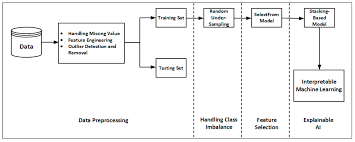 Data
• Handling Missing Value
• Feature Engineering
• Outlier Detection and
Removal
Training Set
Testing Set
Random
Under-
Sampling
SelectFrom
Model
Stacking-
Based
Model
Interpretable
Machine Learning
Data Preprocessing
Handling Class
Imbalance
Feature
Selection
Explainable
AI